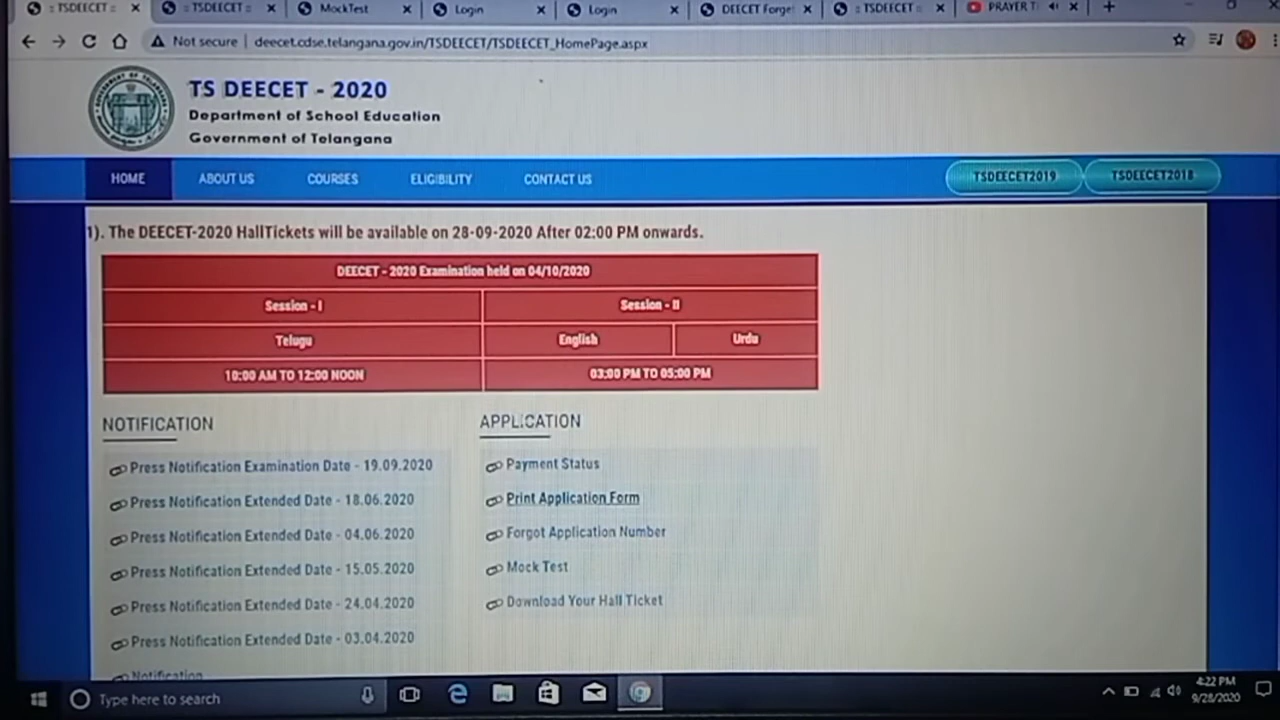 :: TSDEECET ::
:: TSDEECET ::
MockTest
Login
Login
DEECET Forget
:: TSDEECET ::
PRAYER T
Not secure | deecet.cdse.telangana.gov.in/TSDEECET/TSDEECET_HomePage.aspx
TS DEECET - 2020
Department of School Education
Government of Telangana
HOME
ABOUT US
COURSES
ELIGIBILITY
CONTACT US
TSDEECET2019
TSDEECET2018
1). The DEECET-2020 HallTickets will be available on 28-09-2020 After 02:00 PM onwards.
DEECET - 2020 Examination held on 04/10/2020
Session - I
Session - II
Telugu
English
Urdu
10:00 AM TO 12:00 NOON
03:00 PM TO 05:00 PM
NOTIFICATION
Press Notification Examination Date - 19.09.2020
Press Notification Extended Date - 18.06.2020
Press Notification Extended Date - 04.06.2020
Press Notification Extended Date - 15.05.2020
Press Notification Extended Date - 24.04.2020
Press Notification Extended Date - 03.04.2020
Notification
APPLICATION
Payment Status
Print Application Form
Forgot Application Number
Mock Test
Download Your Hall Ticket
Type here to search
4:22 PM
9/28/2020